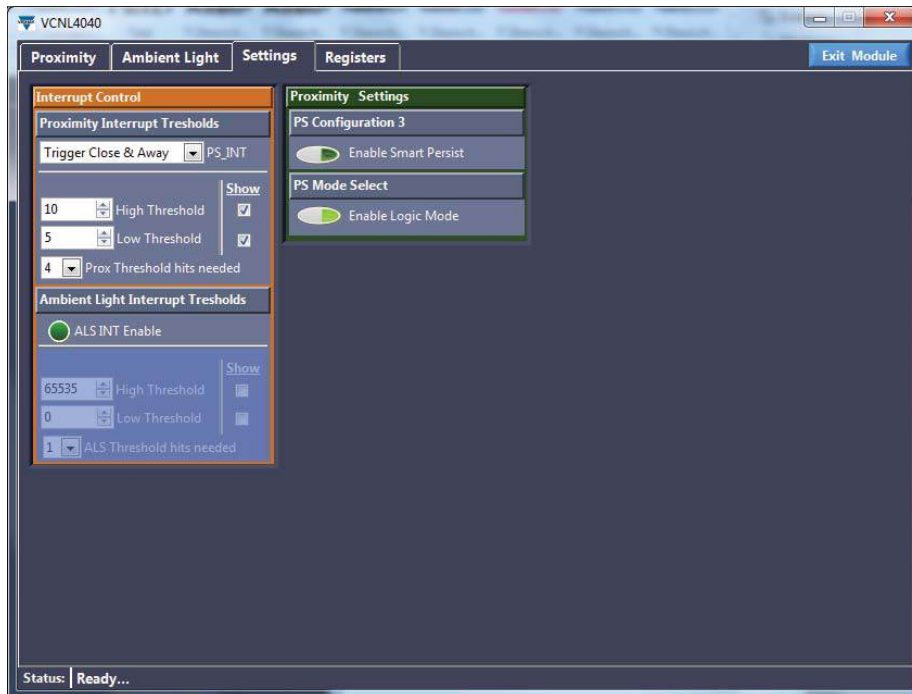 VCNL4040
Proximity
Ambient Light
Settings
Registers
Exit Module
Interrupt Control
Proximity Interrupt Tresholds
Trigger Close & Away PS_INT
Show
10 High Threshold
5 Low Threshold
4 Prox Threshold hits needed
Ambient Light Interrupt Tresholds
ALS INT Enable
Show
65535 High Threshold
0 Low Threshold
1 ALS Threshold hits needed
Proximity Settings
PS Configuration 3
Enable Smart Persist
PS Mode Select
Enable Logic Mode
Status: Ready...